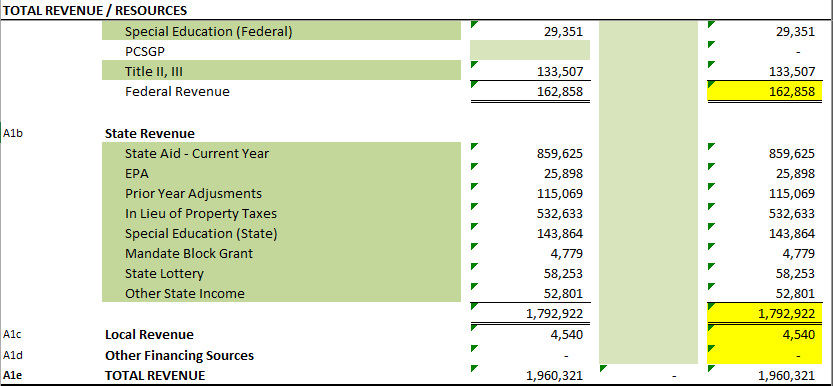 TOTAL REVENUE / RESOURCES
Special Education (Federal) 29,351 29,351
PCSGP -
Title II, III 133,507 133,507
Federal Revenue 162,858 162,858
A1b State Revenue
State Aid - Current Year 859,625 859,625
EPA 25,898 25,898
Prior Year Adjusments 115,069 115,069
In Lieu of Property Taxes 532,633 532,633
Special Education (State) 143,864 143,864
Mandate Block Grant 4,779 4,779
State Lottery 58,253 58,253
Other State Income 52,801 52,801
1,792,922 1,792,922
A1c Local Revenue 4,540 4,540
A1d Other Financing Sources - -
A1e TOTAL REVENUE 1,960,321 - 1,960,321